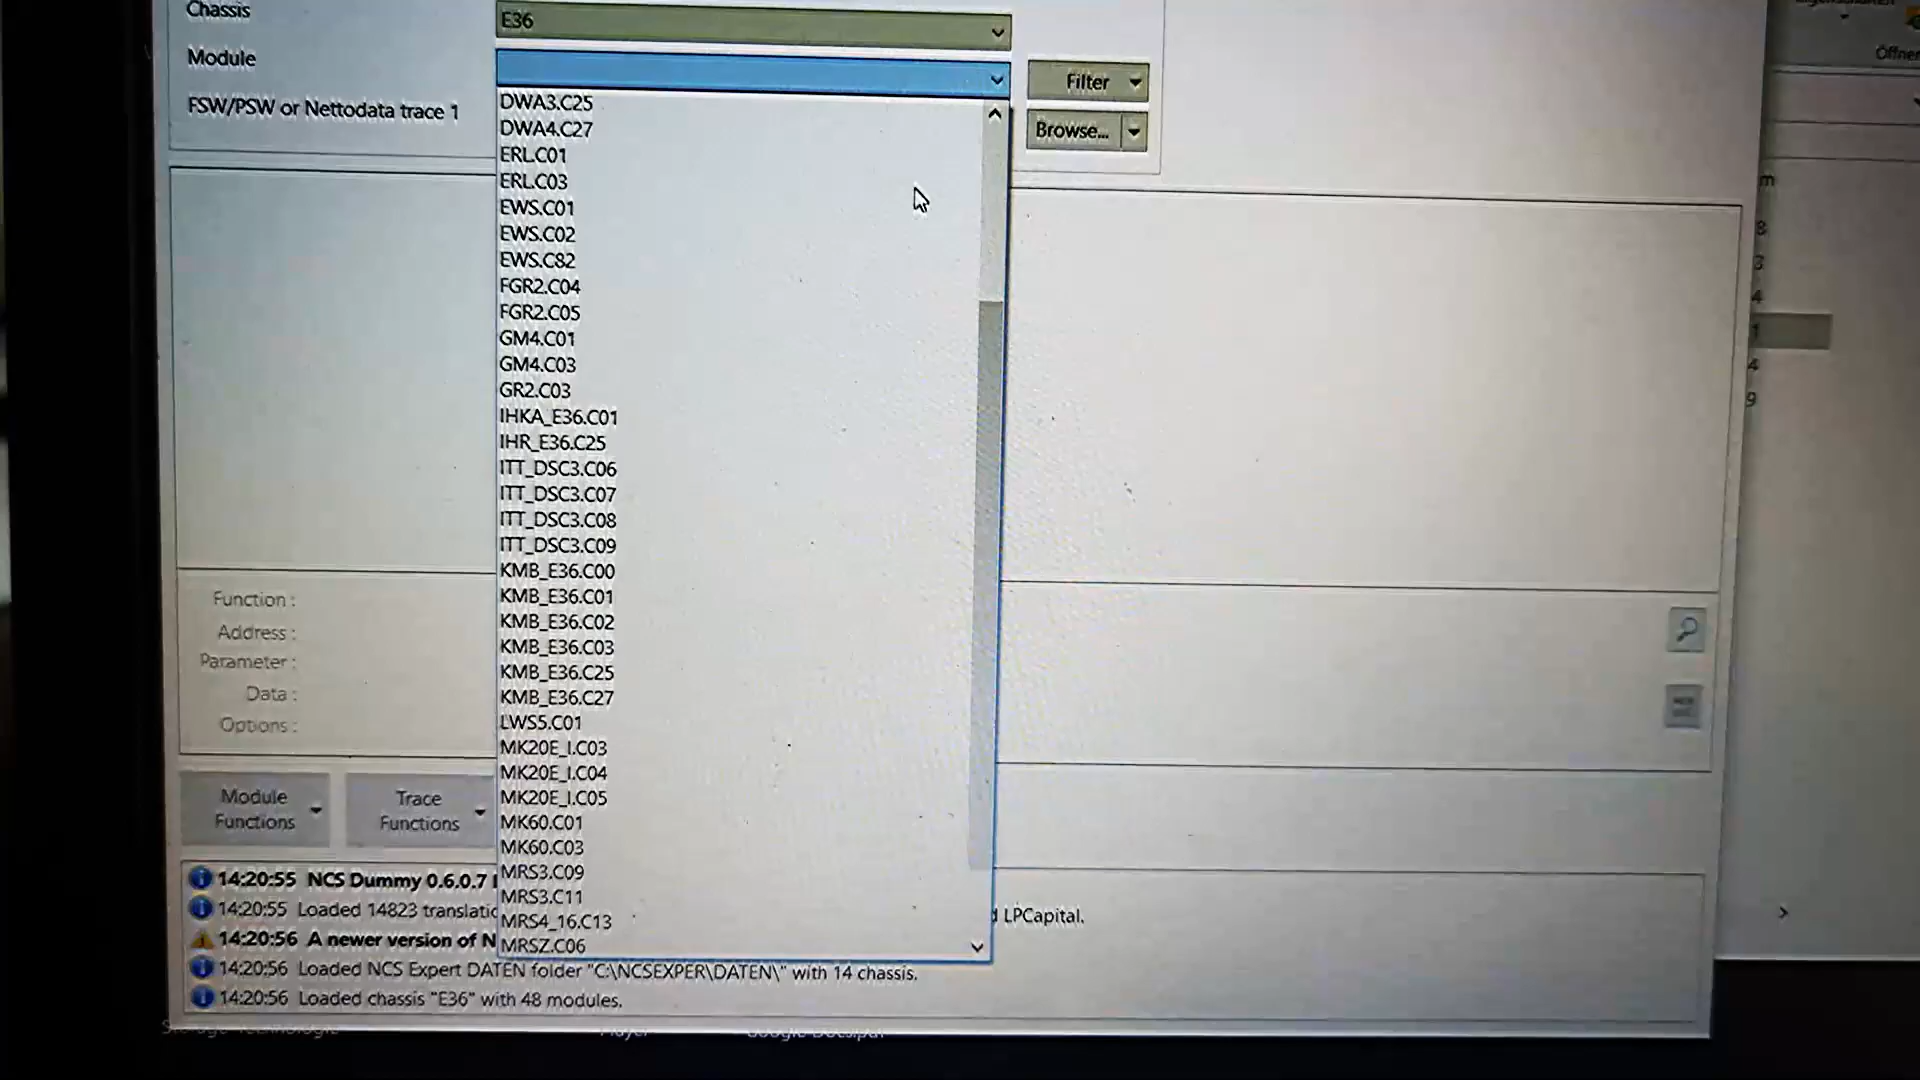 Chassis
E36
Module
Filter
FSW/PSW or Nettodata trace 1
Browse...
DWA3.C25
DWA4.C27
ERL.C01
ERL.C03
EWS.C01
EWS.C02
EWS.C82
FGR2.C04
FGR2.C05
GM4.C01
GM4.C03
GR2.C03
IHKA_E36.C01
IHR_E36.C25
ITT_DSC3.C06
ITT_DSC3.C07
ITT_DSC3.C08
ITT_DSC3.C09
KMB_E36.C00
KMB_E36.C01
KMB_E36.C02
KMB_E36.C03
KMB_E36.C25
KMB_E36.C27
LWS5.C01
MK20E_I.C03
MK20E_I.C04
MK20E_I.C05
MK60.C01
MK60.C03
MRS3.C09
MRS3.C11
MRS4_16.C13
MRSZ.C06
Function :
Address :
Parameter :
Data :
Options :
Module Functions
Trace Functions
14:20:55 NCS Dummy 0.6.0.7
14:20:55 Loaded 14823 LPCapital.
14:20:56 A newer version of
14:20:56 Loaded NCS Expert DATEN folder "C:\NCSEXPER\DATEN\" with 14 chassis.
14:20:56 Loaded chassis "E36" with 48 modules.